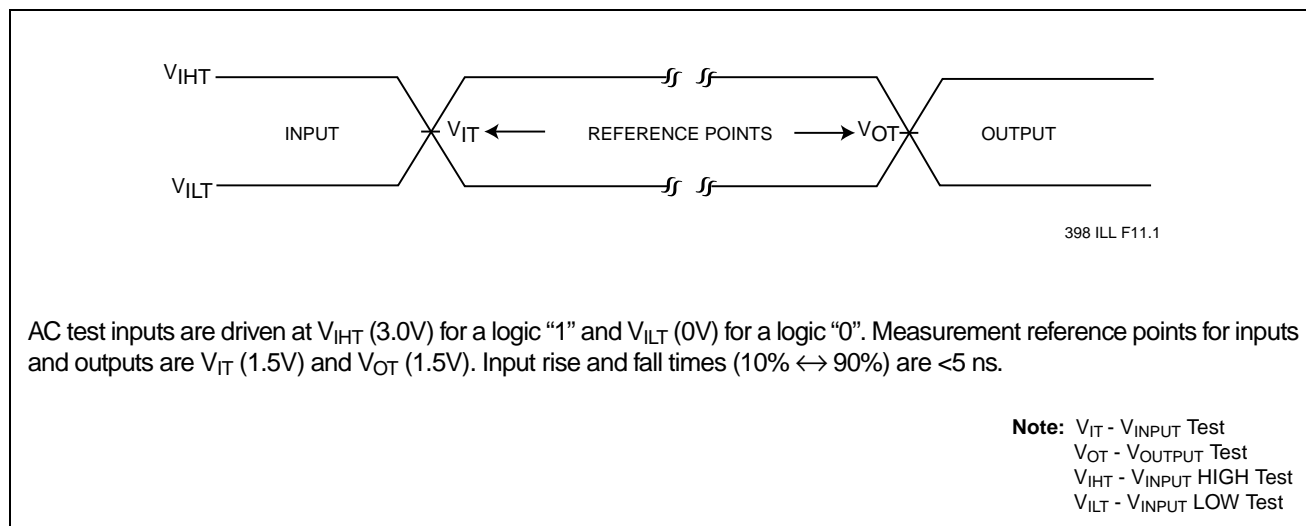 VIHT
INPUT
VIT
REFERENCE POINTS
VOT
OUTPUT
VILT
398 ILL F11.1
AC test inputs are driven at VIHT (3.0V) for a logic “1” and VILT (0V) for a logic “0”. Measurement reference points for inputs
and outputs are VIT (1.5V) and VOT (1.5V). Input rise and fall times (10% ↔ 90%) are <5 ns.
Note: VIT - VINPUT Test
VOT - VOUTPUT Test
VIHT - VINPUT HIGH Test
VILT - VINPUT LOW Test